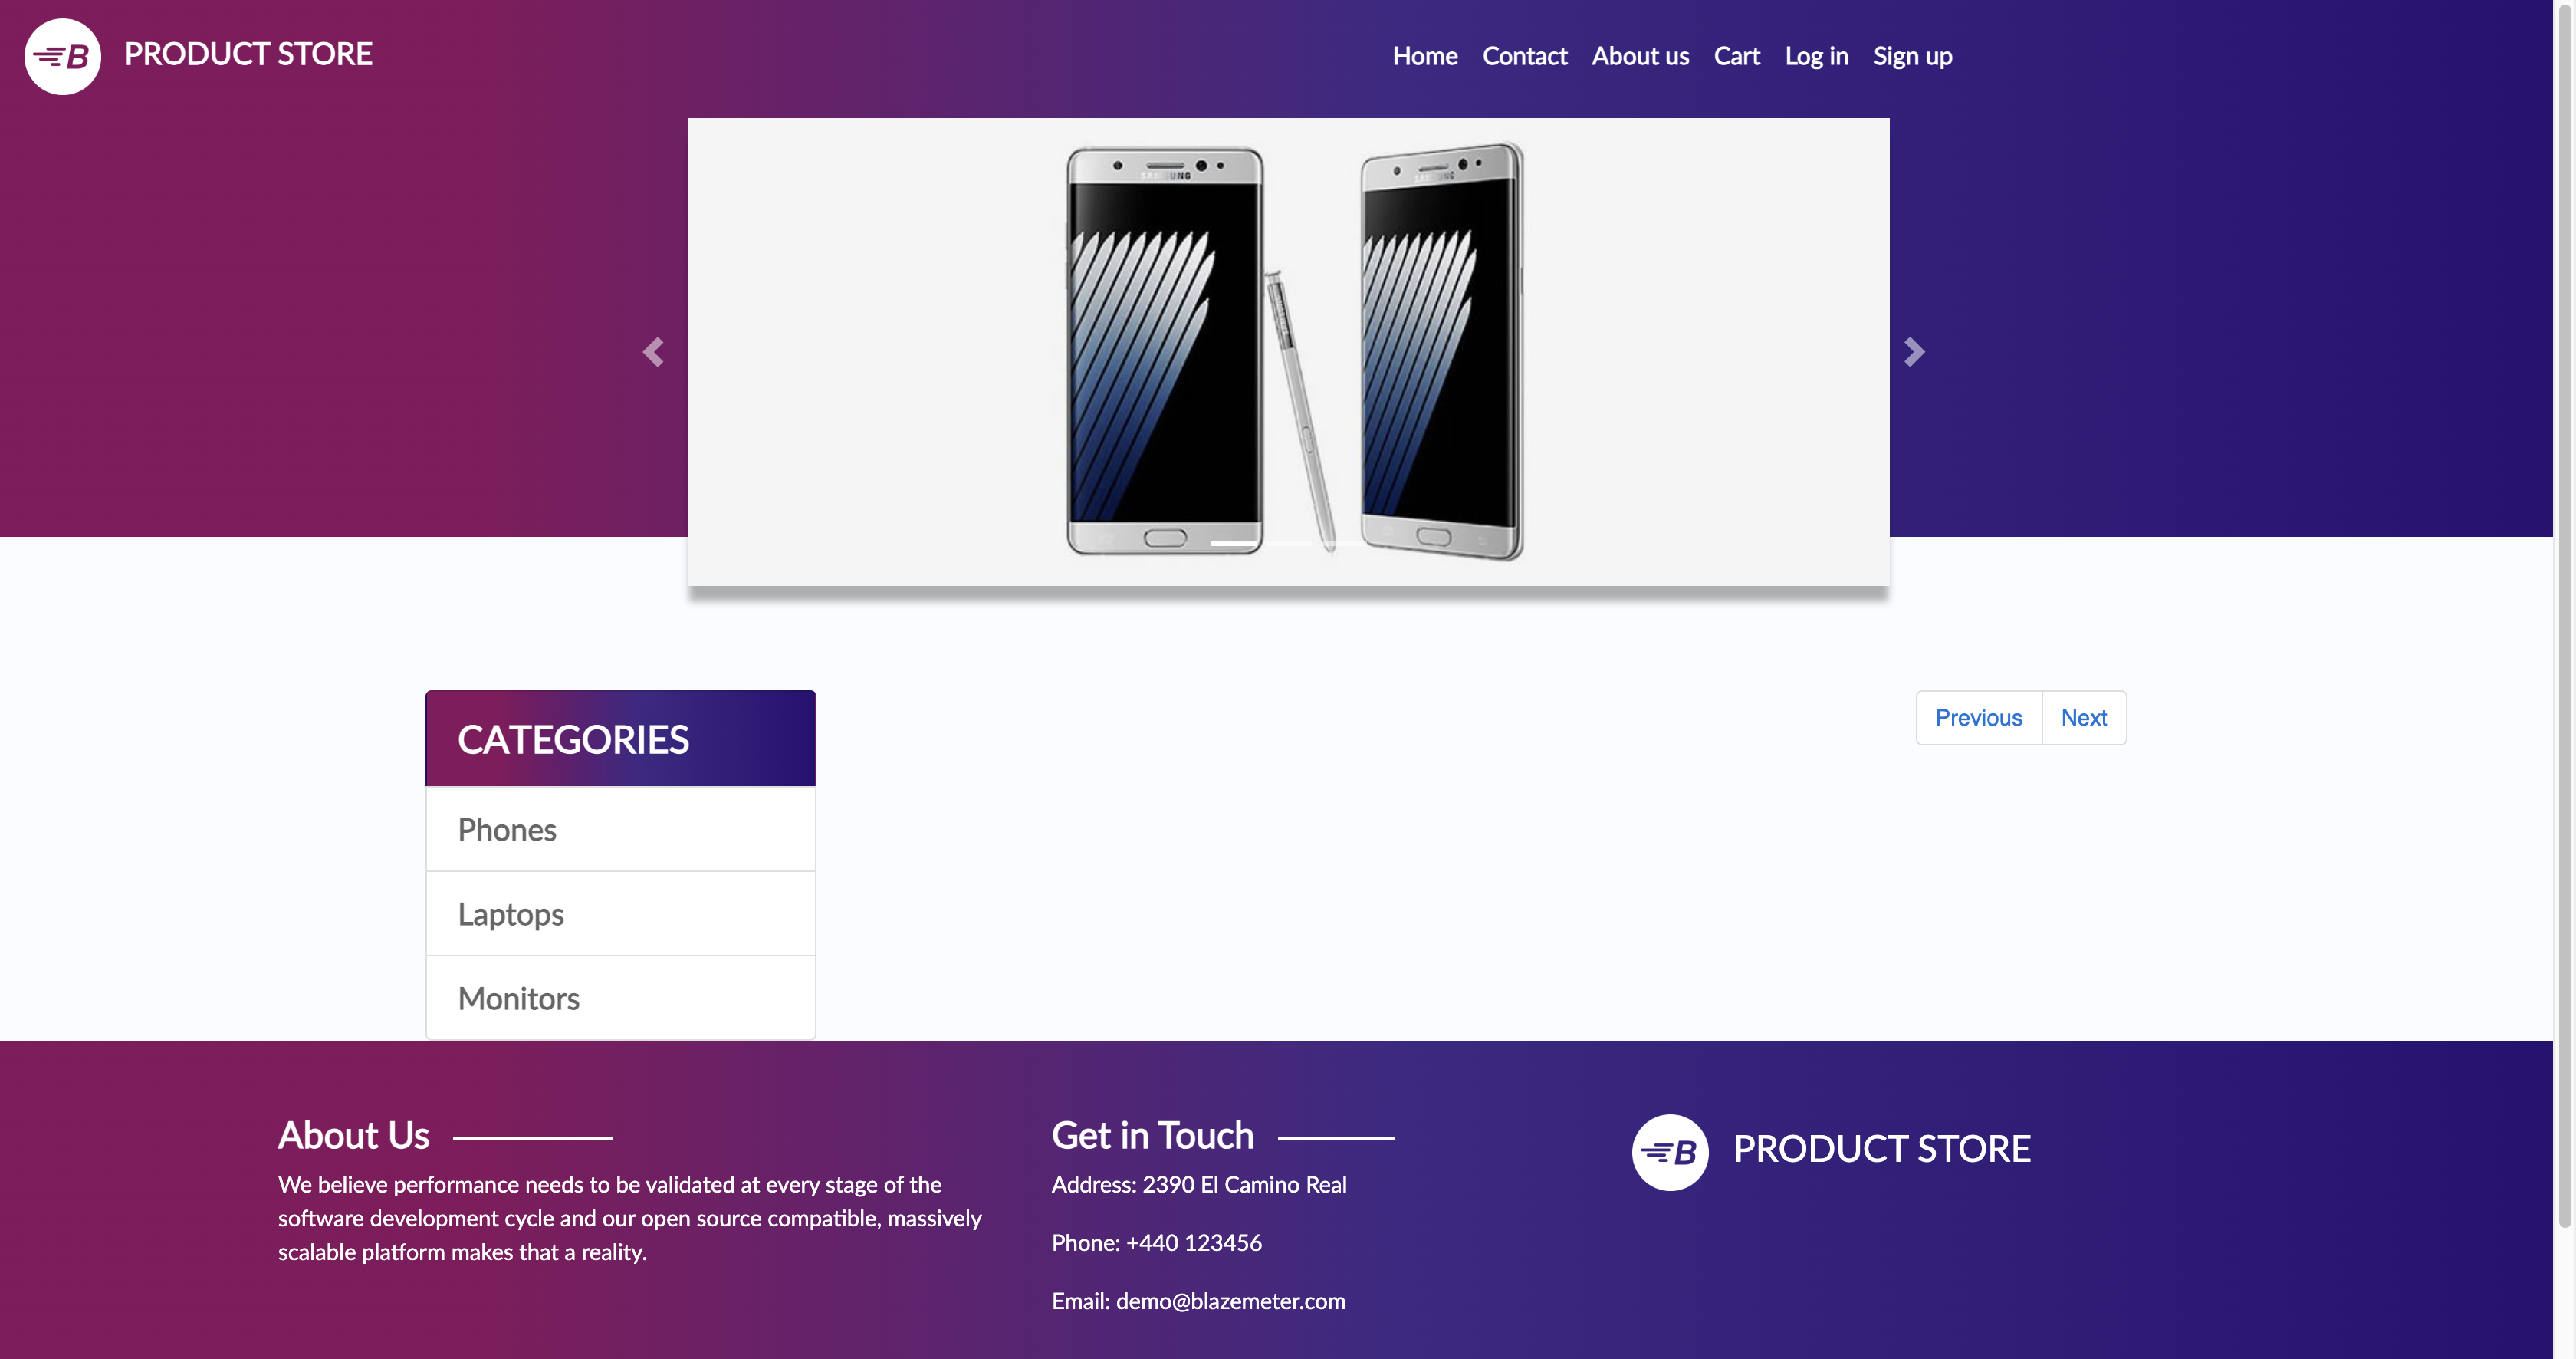 B PRODUCT STORE
Home Contact About us Cart Log in Sign up
SAMSUNG
SAMSUNG
CATEGORIES
Phones
Laptops
Monitors
Previous Next
About Us
We believe performance needs to be validated at every stage of the
software development cycle and our open source compatible, massively
scalable platform makes that a reality.
Get in Touch
Address: 2390 El Camino Real
Phone: +440 123456
Email: demo@blazemeter.com
B PRODUCT STORE